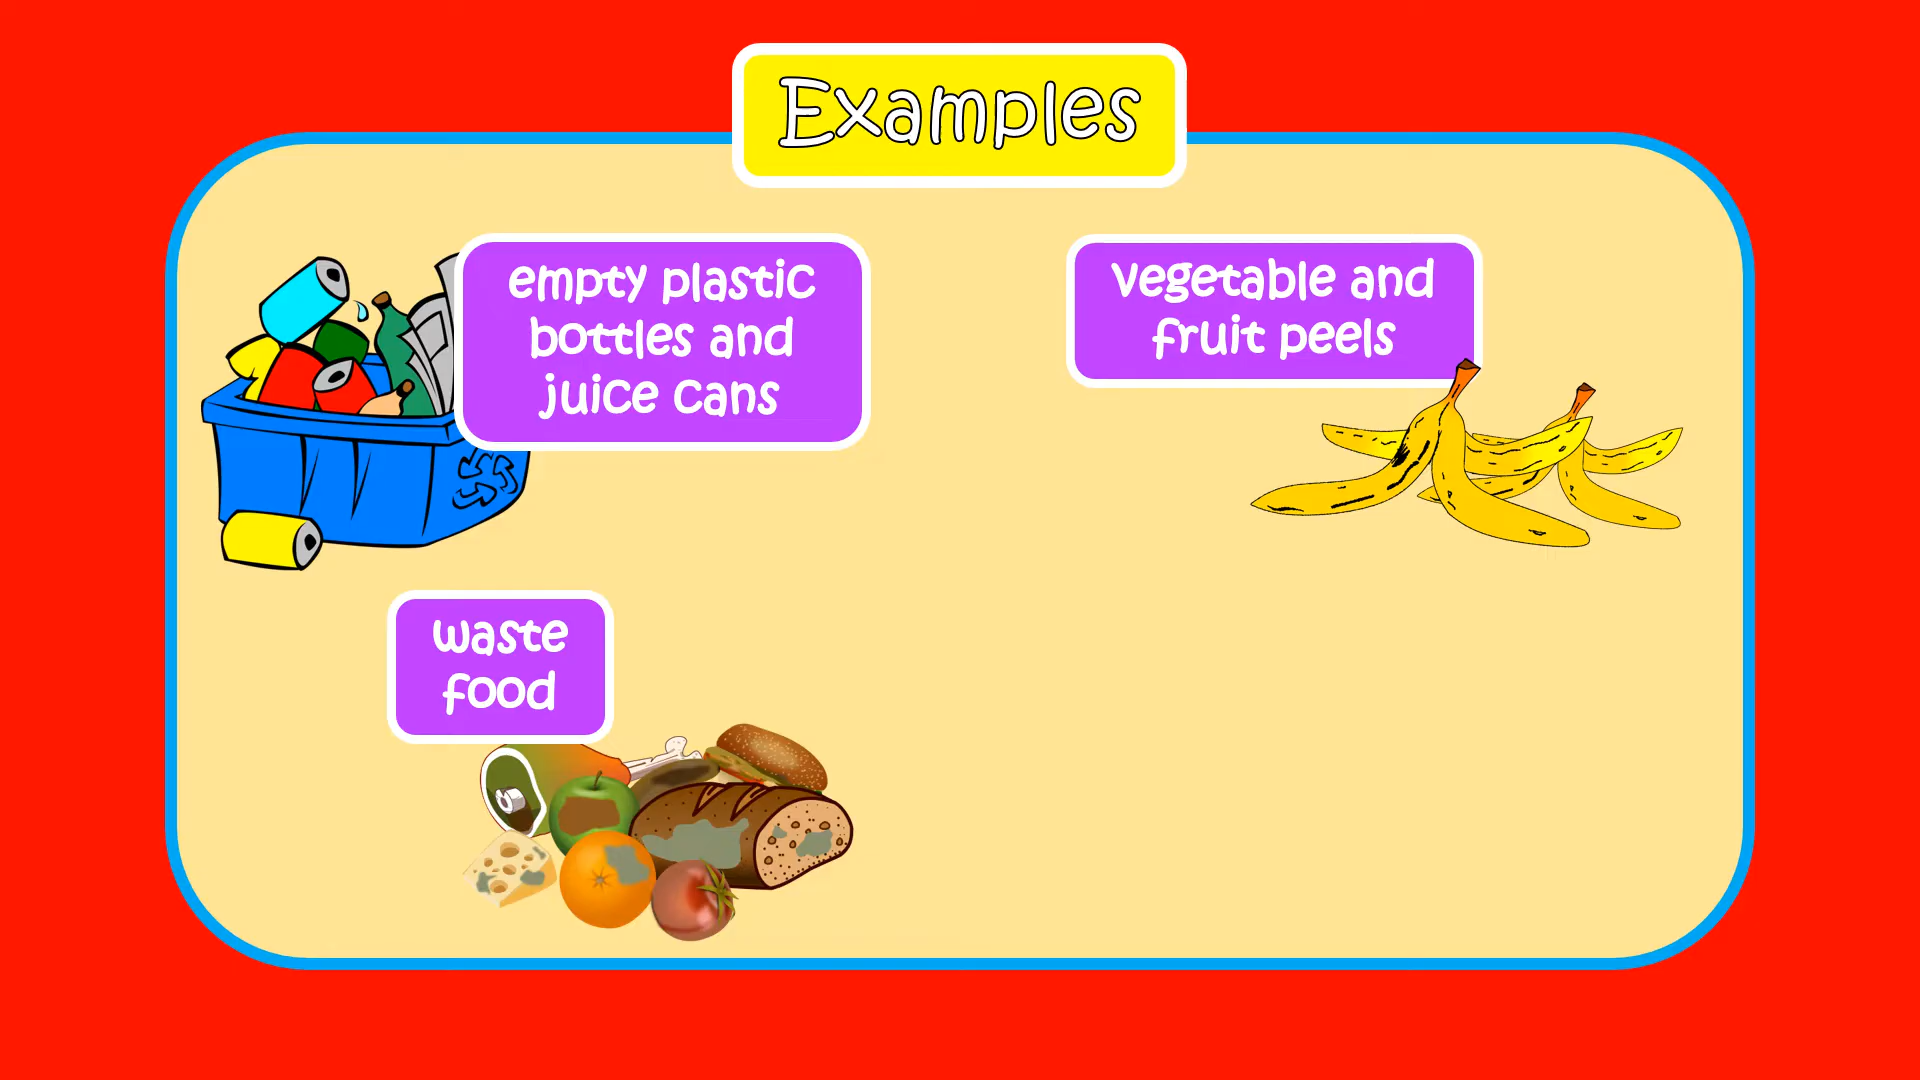 Examples
empty plastic
bottles and
juice cans
vegetable and
fruit peels
waste
food